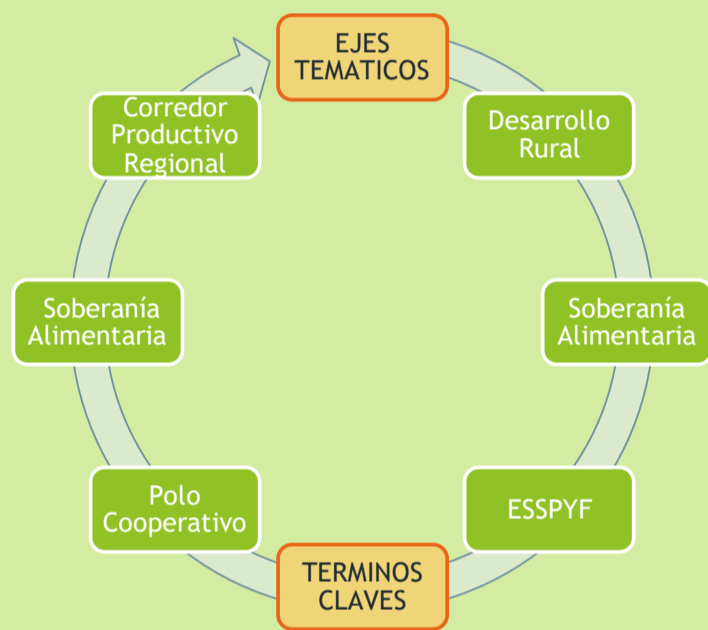 EJES
TEMATICOS
Desarrollo
Rural
Soberanía
Alimentaria
ESSPYF
TERMINOS
CLAVES
Polo
Cooperativo
Soberanía
Alimentaria
Corredor
Productivo
Regional